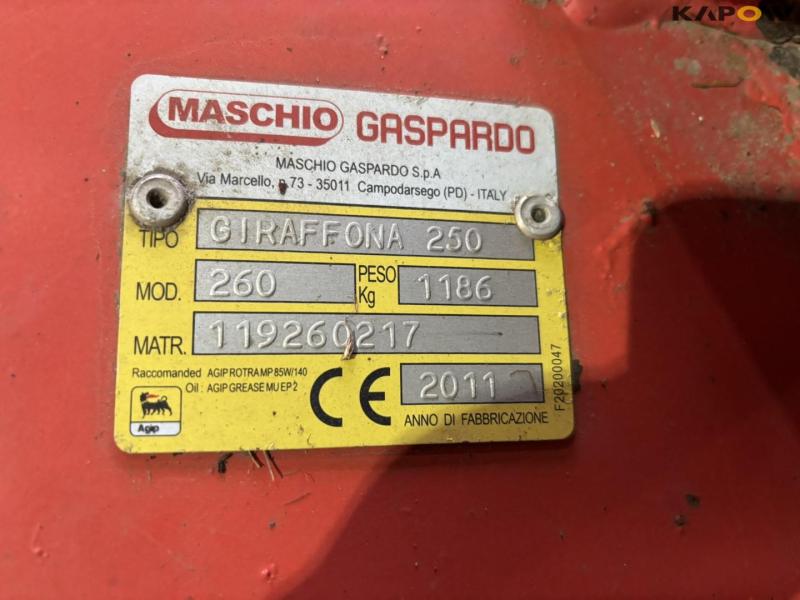 KAPOW
MASCHIO GASPARDO
MASCHIO GASPARDO S.p.A
Via Marcello, n.73 - 35011 Campodarsego (PD) - ITALY
TIPO GIRAFFONA 250
MOD. 260 PESO Kg 1186
MATR. 119260217
Raccomanded Oil : AGIP ROTRA MP 85W/140
AGIP GREASE MU EP 2
CE 2011
Agip ANNO DI FABBRICAZIONE
F20200047